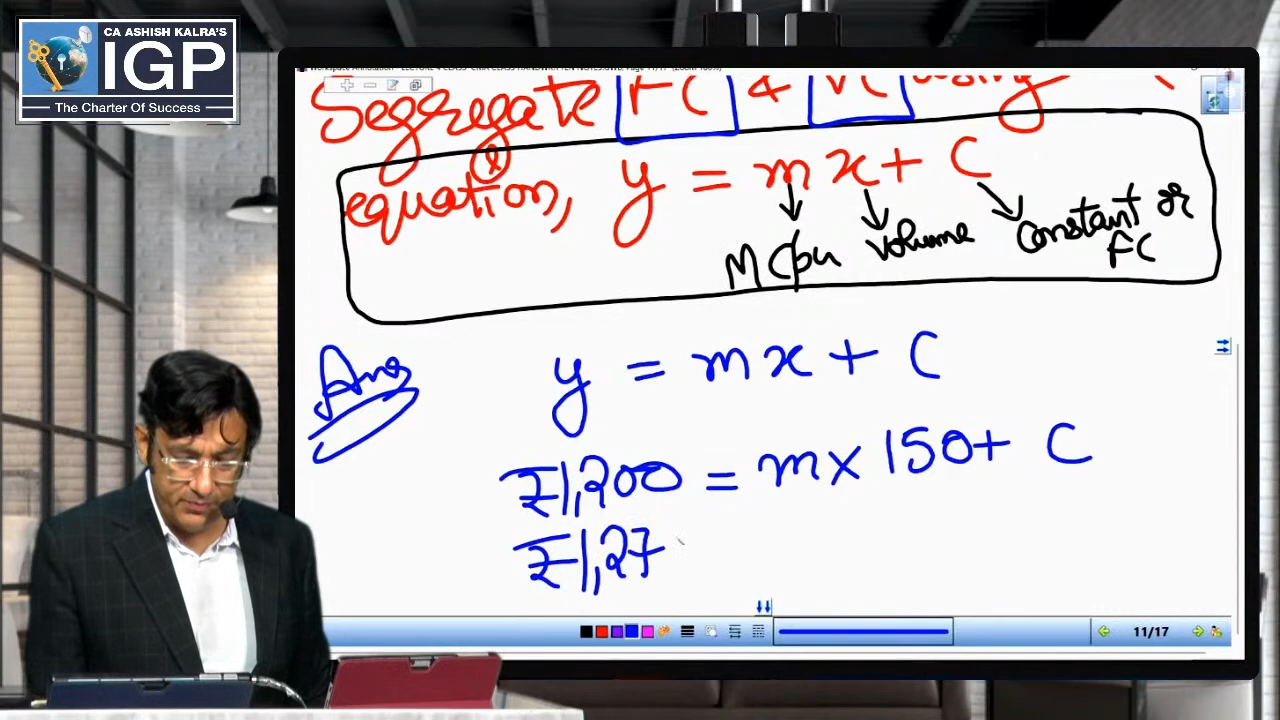 CA ASHISH KALRA'S
IGP
The Charter Of Success
Segregate FC & VC using
equation, y = mx + C
MCpu Volume Constant or
FC
Ans
y = mx + C
₹1,200 = m x 150 + C
₹1,27
11/17